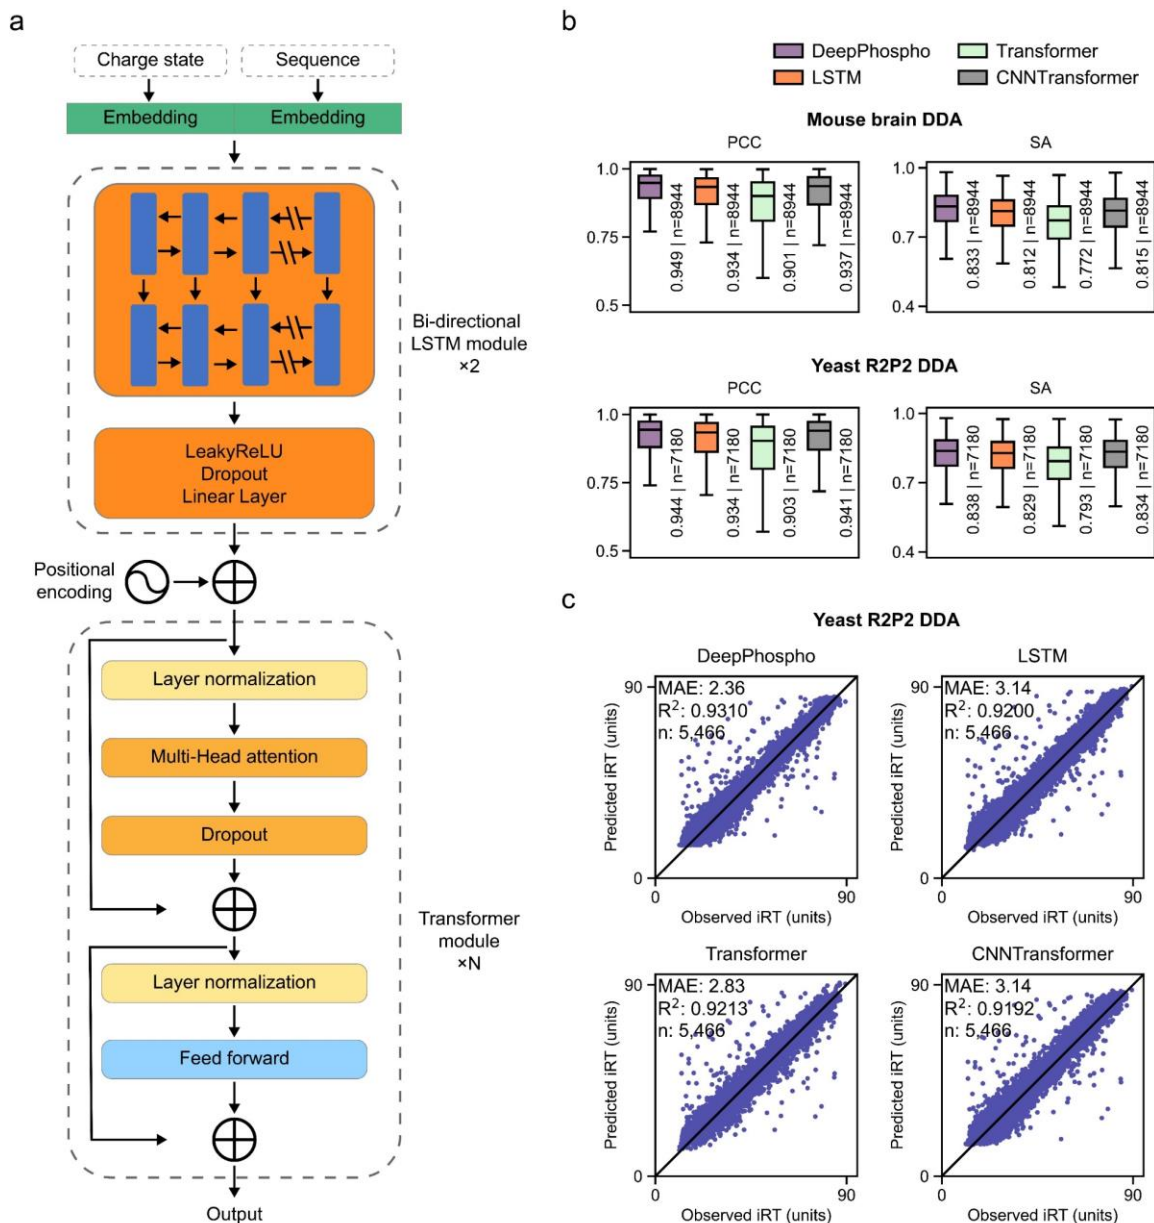 a
Charge state
Sequence
Embedding
Embedding
Bi-directional
LSTM module
×2
LeakyReLU
Dropout
Linear Layer
Positional
encoding
Layer normalization
Multi-Head attention
Dropout
Transformer
module
×N
Layer normalization
Feed forward
Output
b
DeepPhospho
Transformer
LSTM
CNNTransformer
Mouse brain DDA
PCC
1.0
0.75
0.5
0.949 | n=8944
0.934 | n=8944
0.901 | n=8944
0.937 | n=8944
SA
1.0
0.7
0.4
0.833 | n=8944
0.812 | n=8944
0.772 | n=8944
0.815 | n=8944
Yeast R2P2 DDA
PCC
1.0
0.75
0.5
0.944 | n=7180
0.934 | n=7180
0.903 | n=7180
0.941 | n=7180
SA
1.0
0.7
0.4
0.838 | n=7180
0.829 | n=7180
0.793 | n=7180
0.834 | n=7180
c
Yeast R2P2 DDA
DeepPhospho
MAE: 2.36
R²: 0.9310
n: 5,466
90
0
Predicted iRT (units)
0
90
Observed iRT (units)
LSTM
MAE: 3.14
R²: 0.9200
n: 5,466
90
0
Predicted iRT (units)
0
90
Observed iRT (units)
Transformer
MAE: 2.83
R²: 0.9213
n: 5,466
90
0
Predicted iRT (units)
0
90
Observed iRT (units)
CNNTransformer
MAE: 3.14
R²: 0.9192
n: 5,466
90
0
Predicted iRT (units)
0
90
Observed iRT (units)